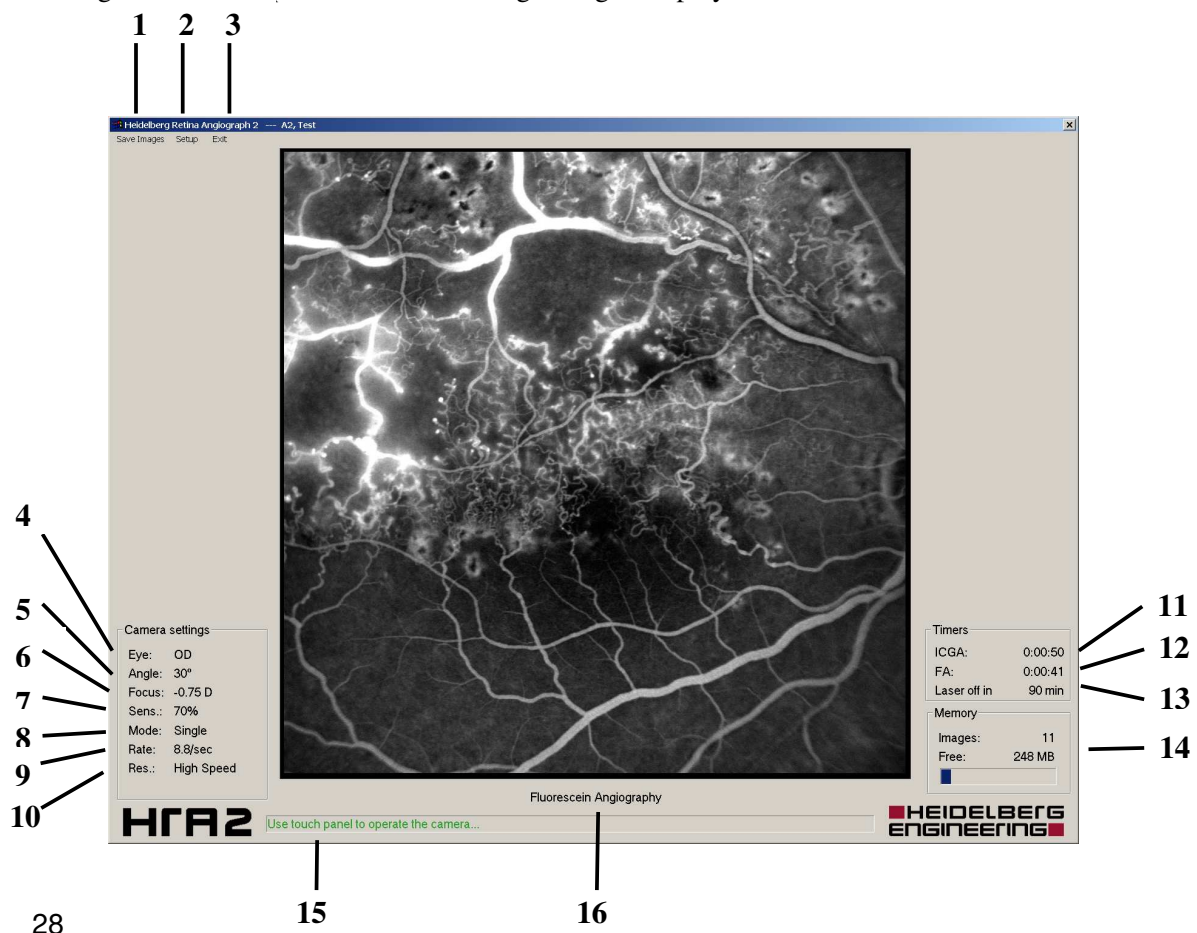 1 2 3
Heidelberg Retina Angiograph 2 --- A2, Test
Save Images Setup Exit
4
5
6
7
8
9
10
Camera settings
Eye: OD
Angle: 30°
Focus: -0.75 D
Sens.: 70%
Mode: Single
Rate: 8.8/sec
Res.: High Speed
Timers
ICGA: 0:00:50
FA: 0:00:41
Laser off in 90 min
Memory
Images: 11
Free: 248 MB
11
12
13
14
Fluorescein Angiography
HRA2
Use touch panel to operate the camera...
HEIDELBERG
ENGINEERING
15 16
28